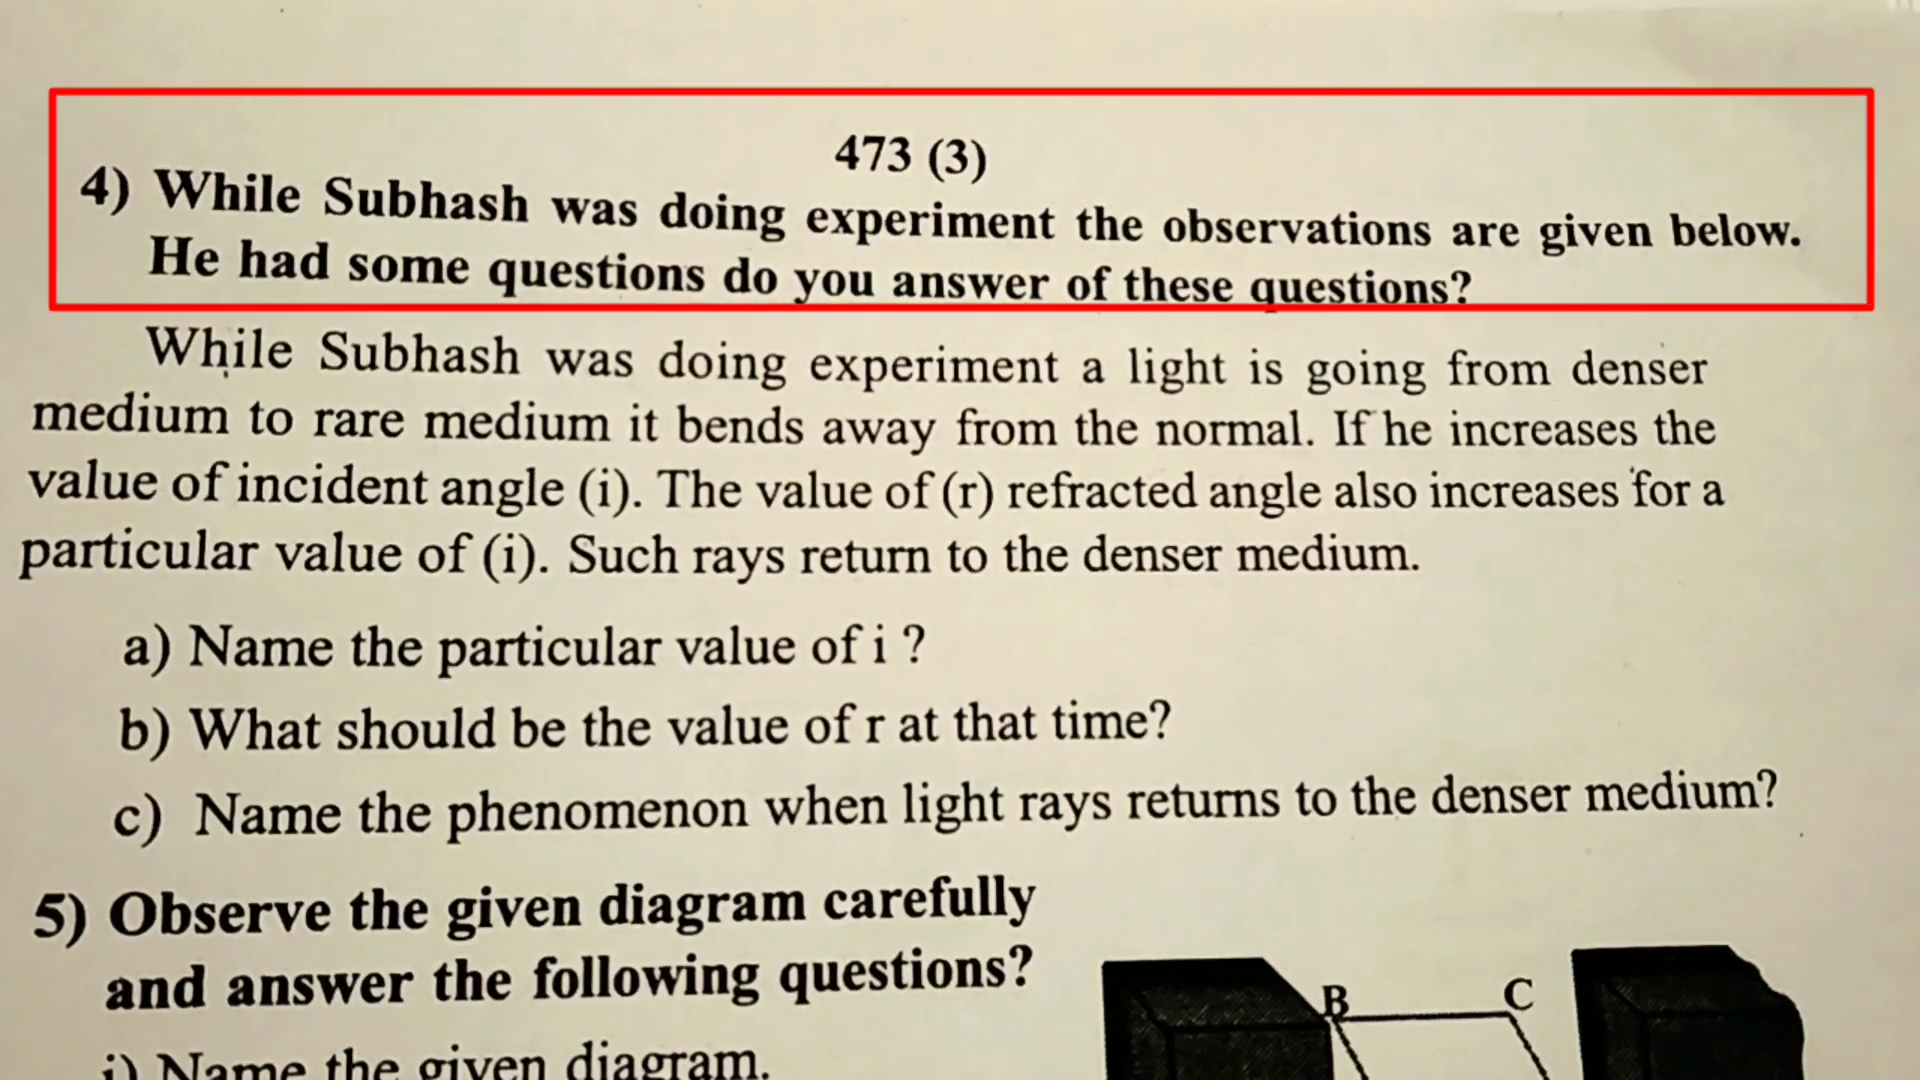 473 (3)
4) While Subhash was doing experiment the observations are given below.
He had some questions do you answer of these questions?
While Subhash was doing experiment a light is going from denser
medium to rare medium it bends away from the normal. If he increases the
value of incident angle (i). The value of (r) refracted angle also increases for a
particular value of (i). Such rays return to the denser medium.
a) Name the particular value of i ?
b) What should be the value of r at that time?
c) Name the phenomenon when light rays returns to the denser medium?
5) Observe the given diagram carefully
and answer the following questions?
i) Name the given diagram.
B
C